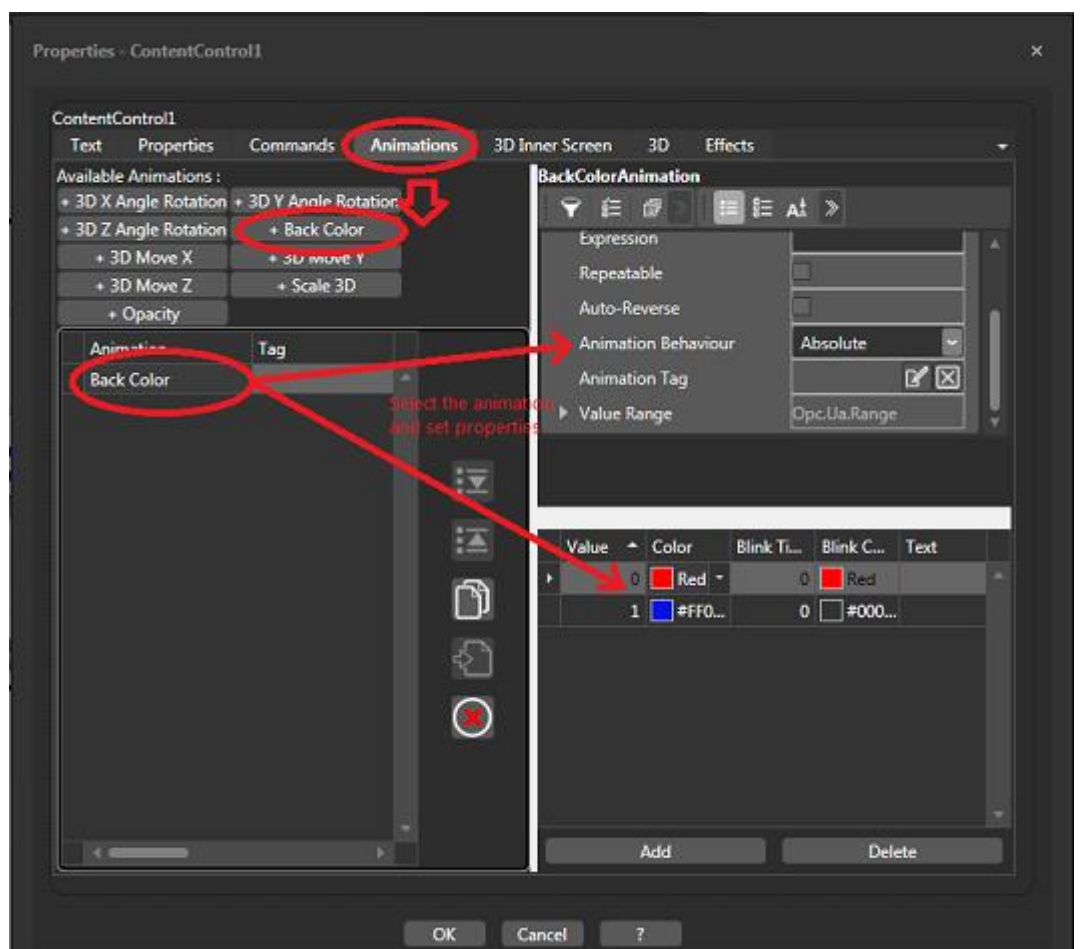 Properties - ContentControl1
ContentControl1
Text Properties Commands Animations 3D Inner Screen 3D Effects
Available Animations :
+ 3D X Angle Rotation + 3D Y Angle Rotation
+ 3D Z Angle Rotation + Back Color
+ 3D Move X + 3D Move Y
+ 3D Move Z + Scale 3D
+ Opacity
Animation Tag
Back Color
Select the animation
and set properties
BackColorAnimation
Expression
Repeatable
Auto-Reverse
Animation Behaviour Absolute
Animation Tag
Value Range Opc.Ua.Range
Value Color Blink Ti... Blink C... Text
0 Red 0 Red
1 #FF0... 0 #000...
Add Delete
OK Cancel ?